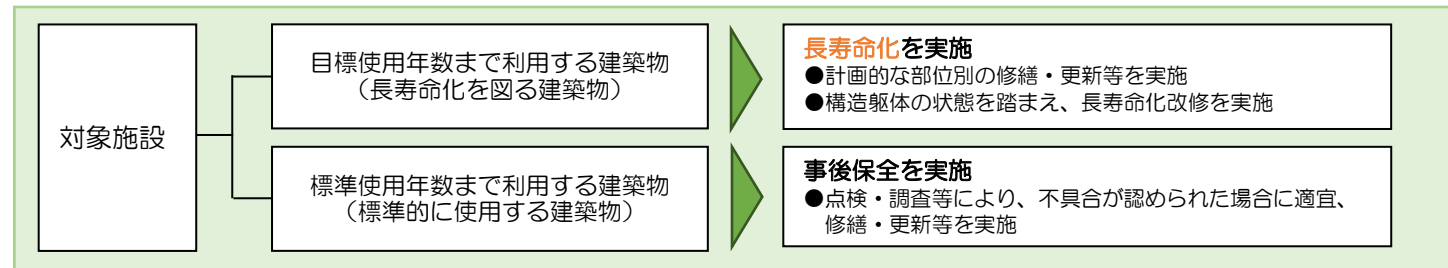 対象施設
目標使用年数まで利用する建築物
（長寿命化を図る建築物）
長寿命化を実施
●計画的な部位別の修繕・更新等を実施
●構造躯体の状態を踏まえ、長寿命化改修を実施
標準使用年数まで利用する建築物
（標準的に使用する建築物）
事後保全を実施
●点検・調査等により、不具合が認められた場合に適宜、
修繕・更新等を実施